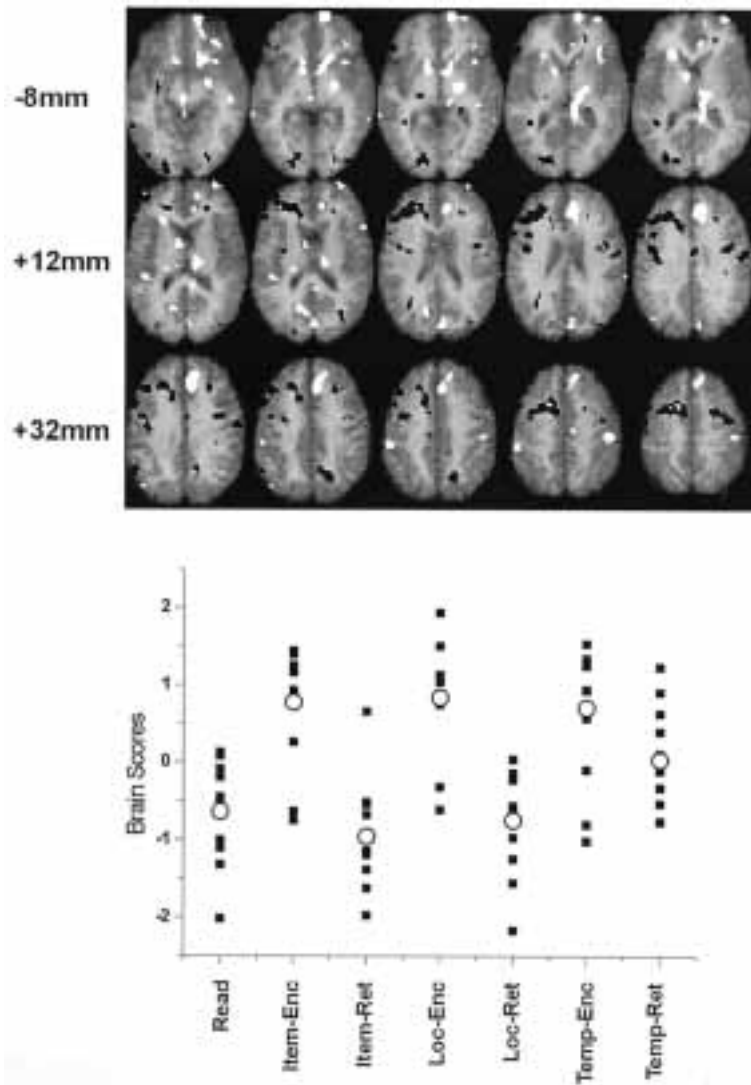 -8mm
+12mm
+32mm
2
1
0
-1
-2
Brain Scores
Read
Item-Enc
Item-Ret
Loc-Enc
Loc-Ret
Temp-Enc
Temp-Ret